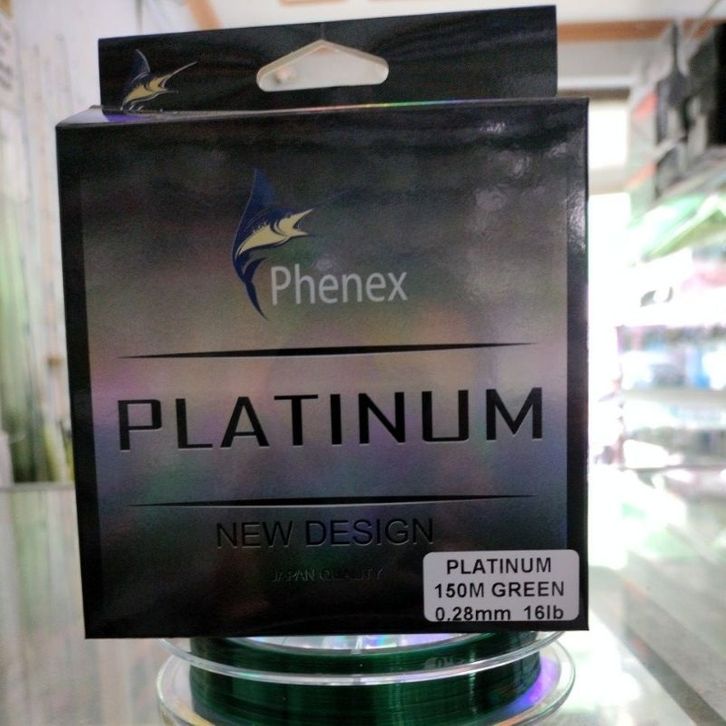 Phenex
PLATINUM
NEW DESIGN
JAPAN QUALITY
PLATINUM
150M GREEN
0.28mm 16lb